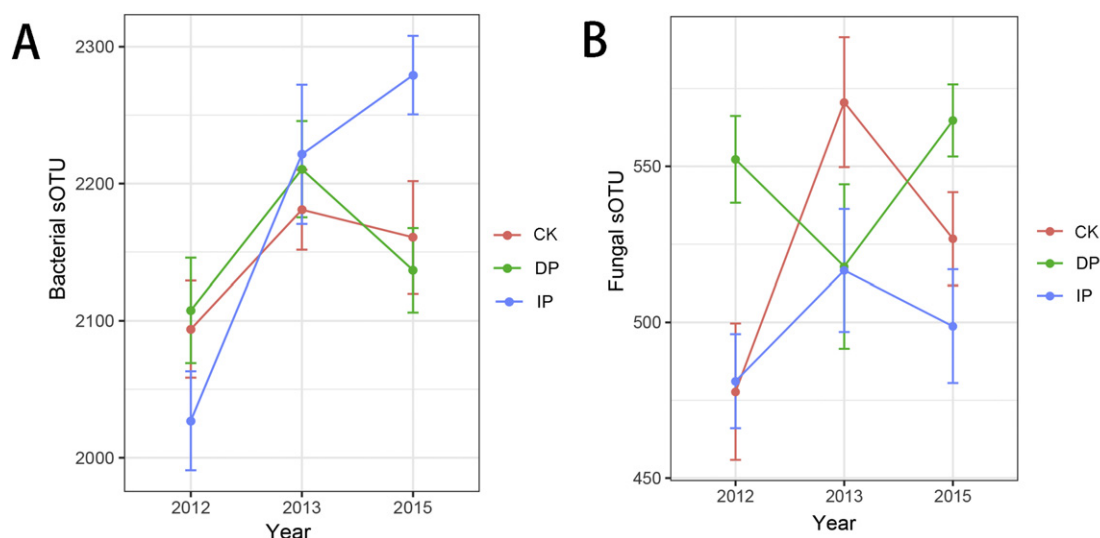 A
Bacterial sOTU
2300
2200
2100
2000
2012 2013 2015
Year
CK
DP
IP
B
Fungal sOTU
550
500
450
2012 2013 2015
Year
CK
DP
IP